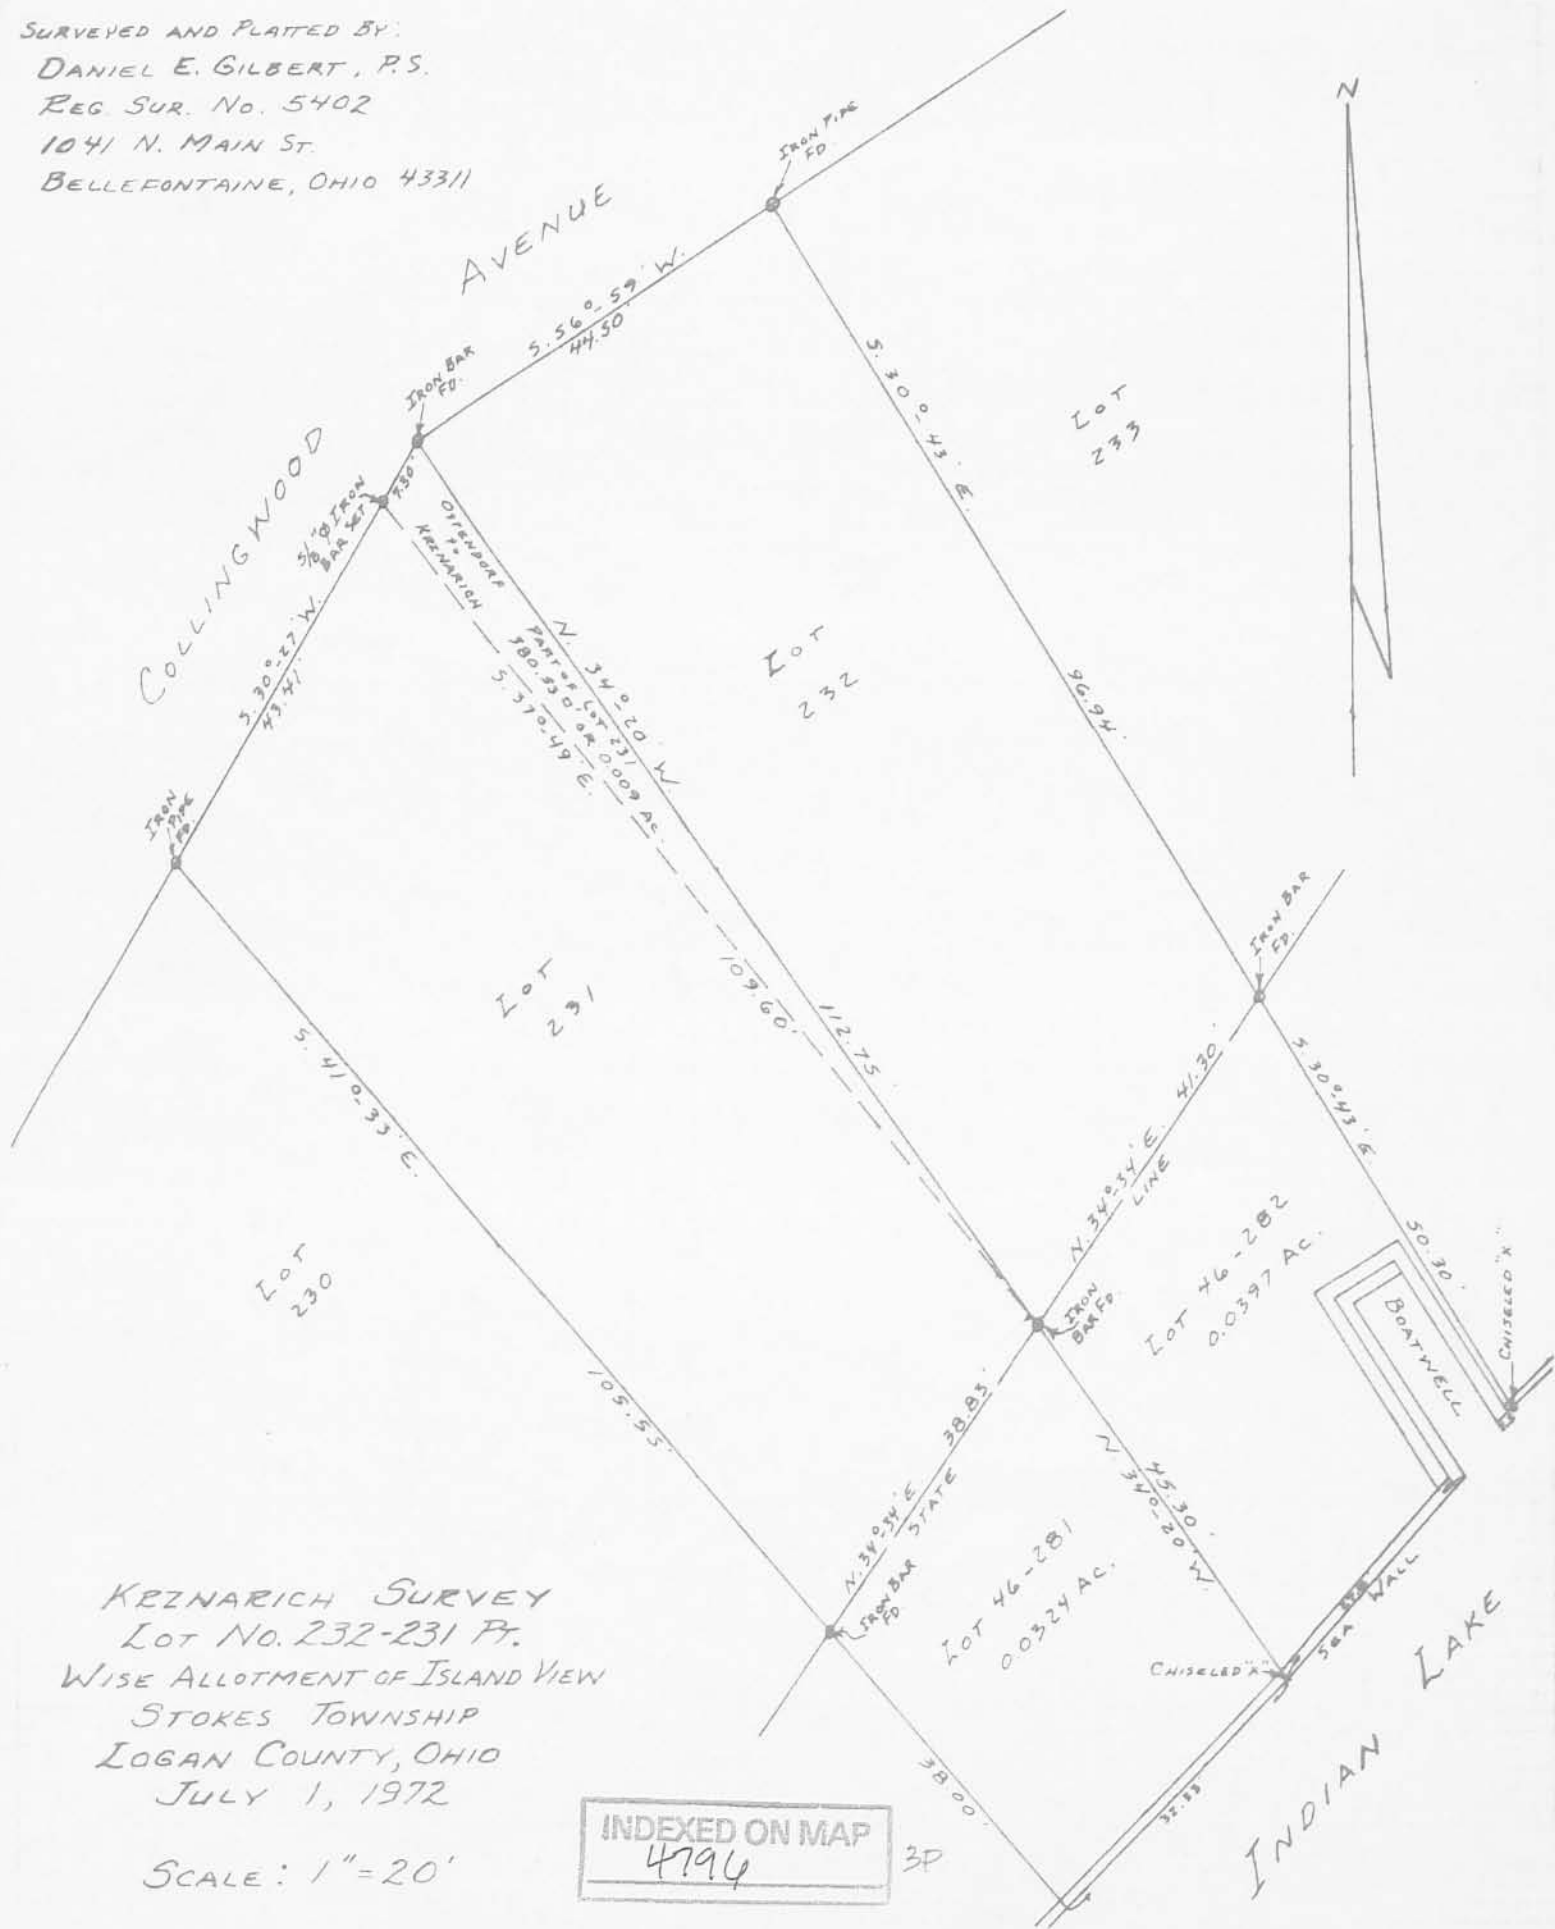 SURVEYED AND PLATTED BY:
DANIEL E. GILBERT, P.S.
REG. SUR. No. 5402
1041 N. MAIN ST.
BELLEFONTAINE, OHIO 43311
N
COLLINGWOOD
AVENUE
IRON PIPE
FD.
S. 56°-59' W.
44.50'
IRON BAR
FD.
7.30'
5/8"Ø IRON
BAR SET
S. 30°-27' W.
43.41'
IRON
PIPE
FD.
S. 30°-43' E.
96.94'
LOT
233
LOT
232
OSTENDORF
TO
KRZNARICH
PART OF LOT 231
OR 0.009 AC.
N. 34°-20' W.
112.75'
S. 37°-49' E.
109.60'
LOT
231
S. 41°-33' E.
105.55'
LOT
230
IRON BAR
FD.
N. 34°-34' E. 41.30'
LINE
S. 30°-43' E.
50.30'
CHISELED "X"
LOT 46-282
0.0397 AC.
BOATWELL
IRON
BAR FD.
N. 34°-34' E. 38.83'
STATE
IRON BAR
FD.
45.30'
N. 34°-20' W.
LOT 46-281
0.0324 AC.
CHISELED "X"
SEA WALL
38.00'
INDIAN LAKE
KRZNARICH SURVEY
LOT NO. 232-231 PT.
WISE ALLOTMENT OF ISLAND VIEW
STOKES TOWNSHIP
LOGAN COUNTY, OHIO
JULY 1, 1972
SCALE: 1"=20'
INDEXED ON MAP
4796
3P